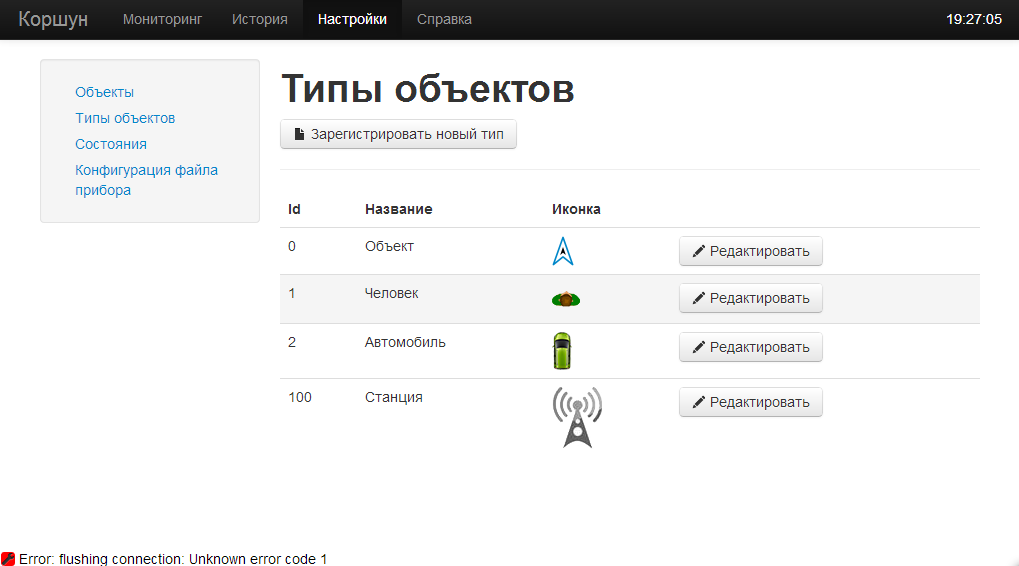 Коршун Мониторинг История Настройки Справка 19:27:05
Объекты
Типы объектов
Состояния
Конфигурация файла
прибора
Типы объектов
Зарегистрировать новый тип
Id Название Иконка
0 Объект Редактировать
1 Человек Редактировать
2 Автомобиль Редактировать
100 Станция Редактировать
Error: flushing connection: Unknown error code 1